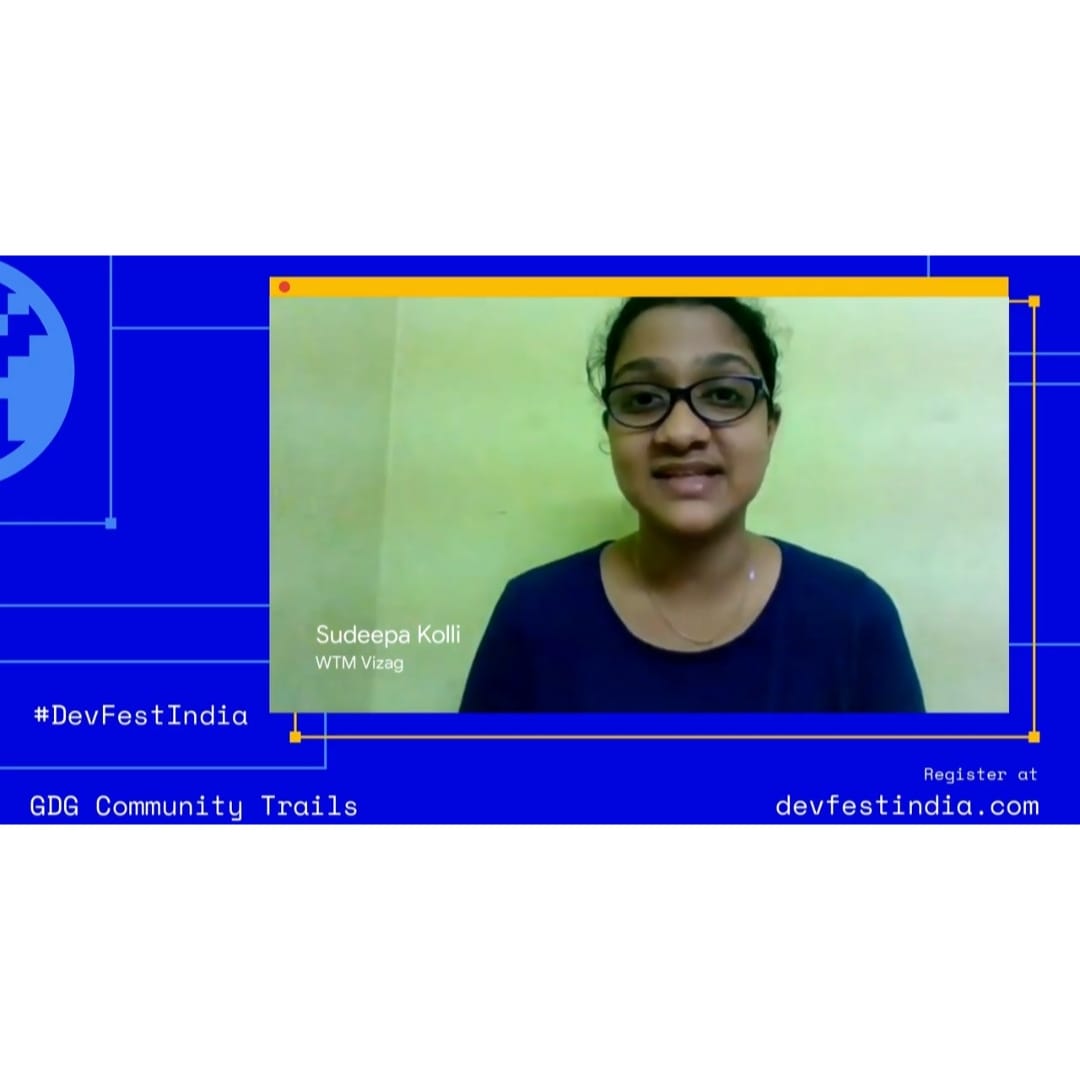 Sudeepa Kolli
WTM Vizag
#DevFestIndia
GDG Community Trails
Register at
devfestindia.com